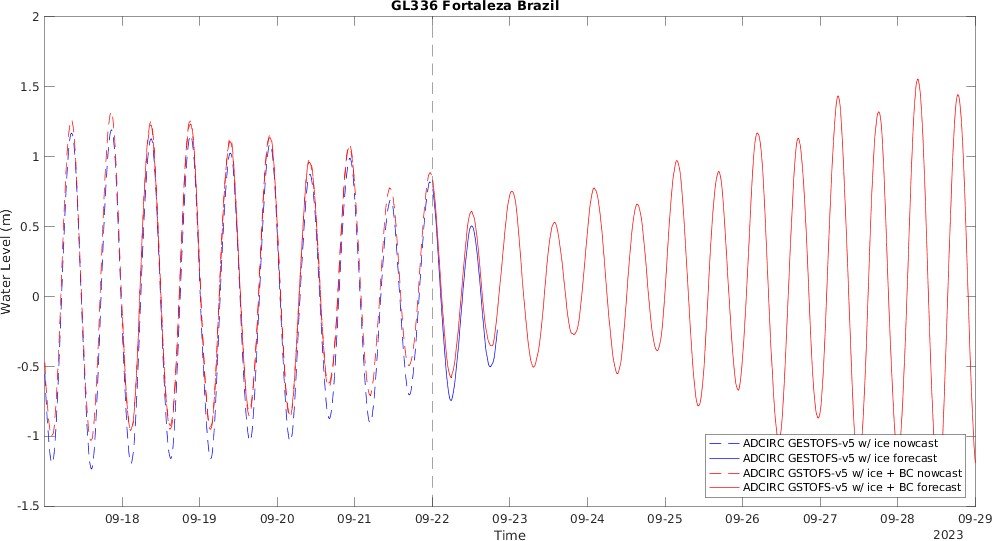 GL336 Fortaleza Brazil
2
1.5
1
0.5
0
-0.5
-1
-1.5
Water Level (m)
ADCIRC GESTOFS-v5 w/ ice nowcast
ADCIRC GESTOFS-v5 w/ ice forecast
ADCIRC GSTOFS-v5 w/ ice + BC nowcast
ADCIRC GSTOFS-v5 w/ ice + BC forecast
09-18 09-19 09-20 09-21 09-22 09-23 09-24 09-25 09-26 09-27 09-28 09-29
Time
2023